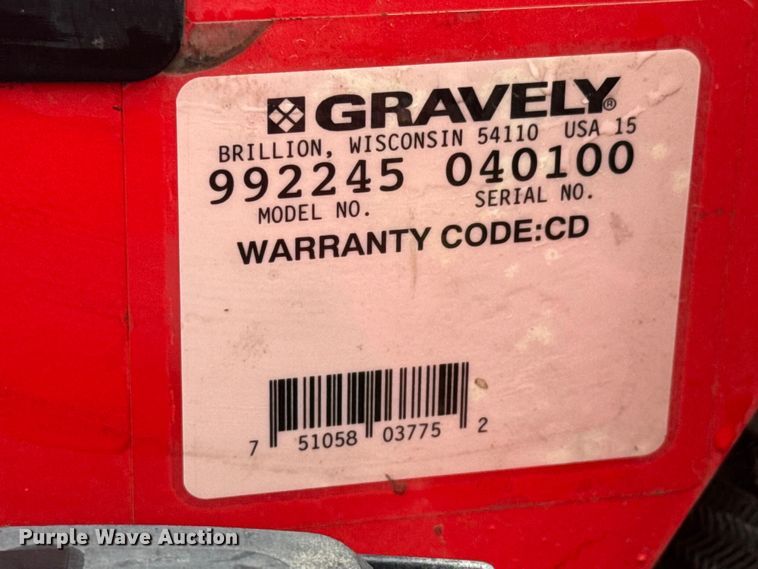 GRAVELY®
BRILLION, WISCONSIN 54110 USA 15
992245 040100
MODEL NO. SERIAL NO.
WARRANTY CODE:CD
7 51058 03775 2
Purple Wave Auction